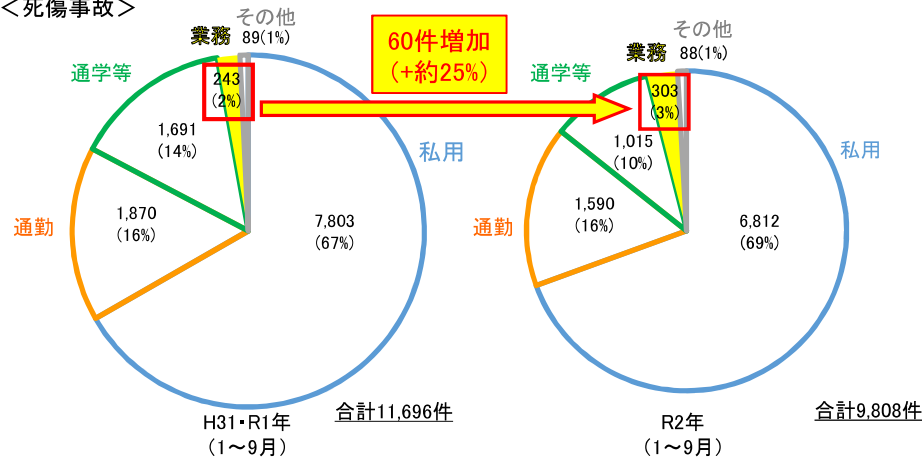 ＜死傷事故＞
その他
89(1%)
業務
243
(2%)
通学等
1,691
(14%)
通勤
1,870
(16%)
私用
7,803
(67%)
H31・R1年
(1～9月)
合計11,696件
60件増加
(+約25%)
その他
88(1%)
業務
303
(3%)
通学等
1,015
(10%)
通勤
1,590
(16%)
私用
6,812
(69%)
R2年
(1～9月)
合計9,808件